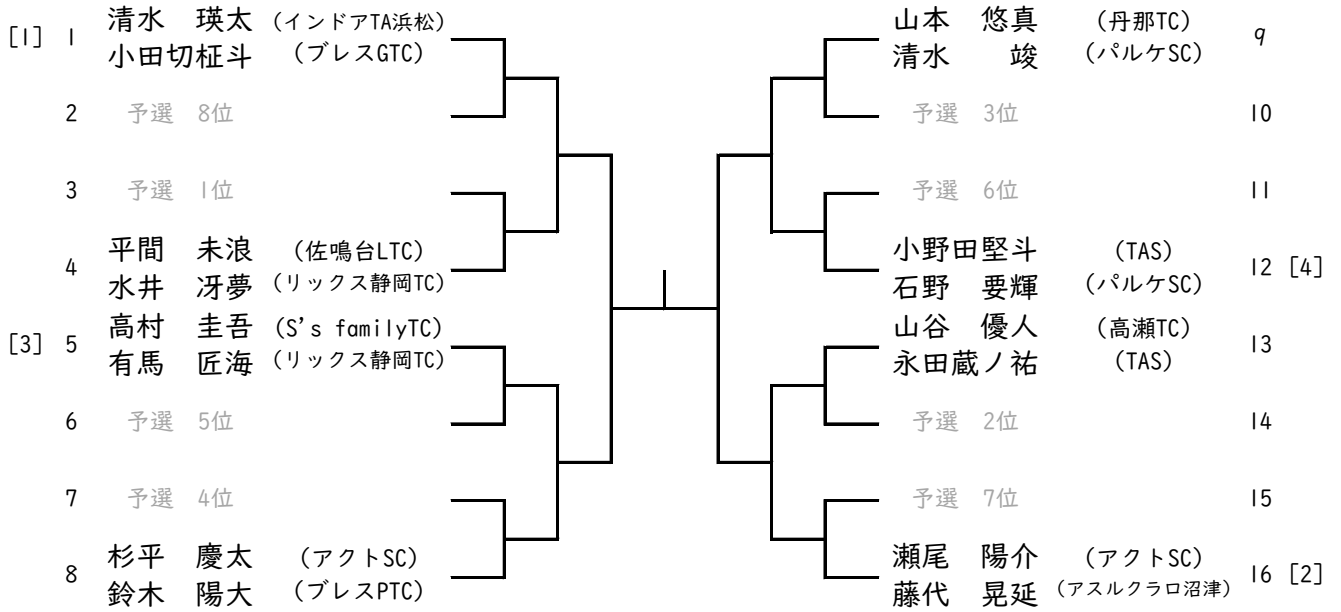 [1] 1 清水 瑛太 (インドアTA浜松)
小田切柾斗 (ブレスGTC)
2 予選 8位
3 予選 1位
4 平間 未浪 (佐鳴台LTC)
水井 冴夢 (リックス静岡TC)
[3] 5 高村 圭吾 (S's familyTC)
有馬 匠海 (リックス静岡TC)
6 予選 5位
7 予選 4位
8 杉平 慶太 (アクトSC)
鈴木 陽大 (ブレスPTC)
山本 悠真 (丹那TC) 9
清水 竣 (パルケSC)
予選 3位 10
予選 6位 11
小野田堅斗 (TAS) 12 [4]
石野 要輝 (パルケSC)
山谷 優人 (高瀬TC) 13
永田蔵ノ祐 (TAS)
予選 2位 14
予選 7位 15
瀬尾 陽介 (アクトSC) 16 [2]
藤代 晃延 (アスルクラロ沼津)